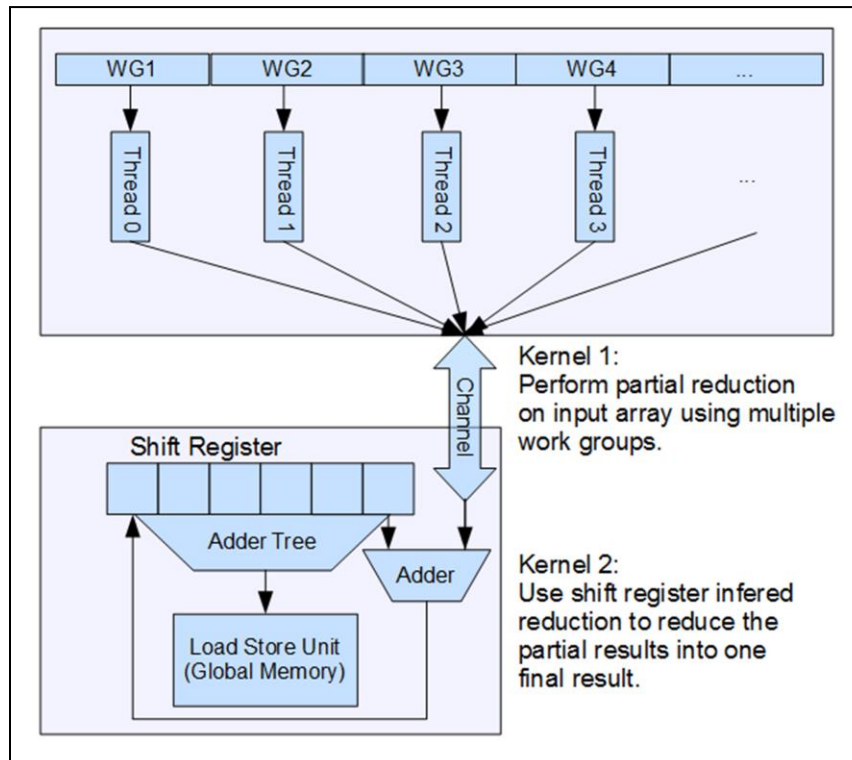 WG1 WG2 WG3 WG4 ...
Thread 0
Thread 1
Thread 2
Thread 3
...
Channel
Kernel 1:
Perform partial reduction
on input array using multiple
work groups.
Shift Register
Adder Tree
Adder
Load Store Unit
(Global Memory)
Kernel 2:
Use shift register infered
reduction to reduce the
partial results into one
final result.